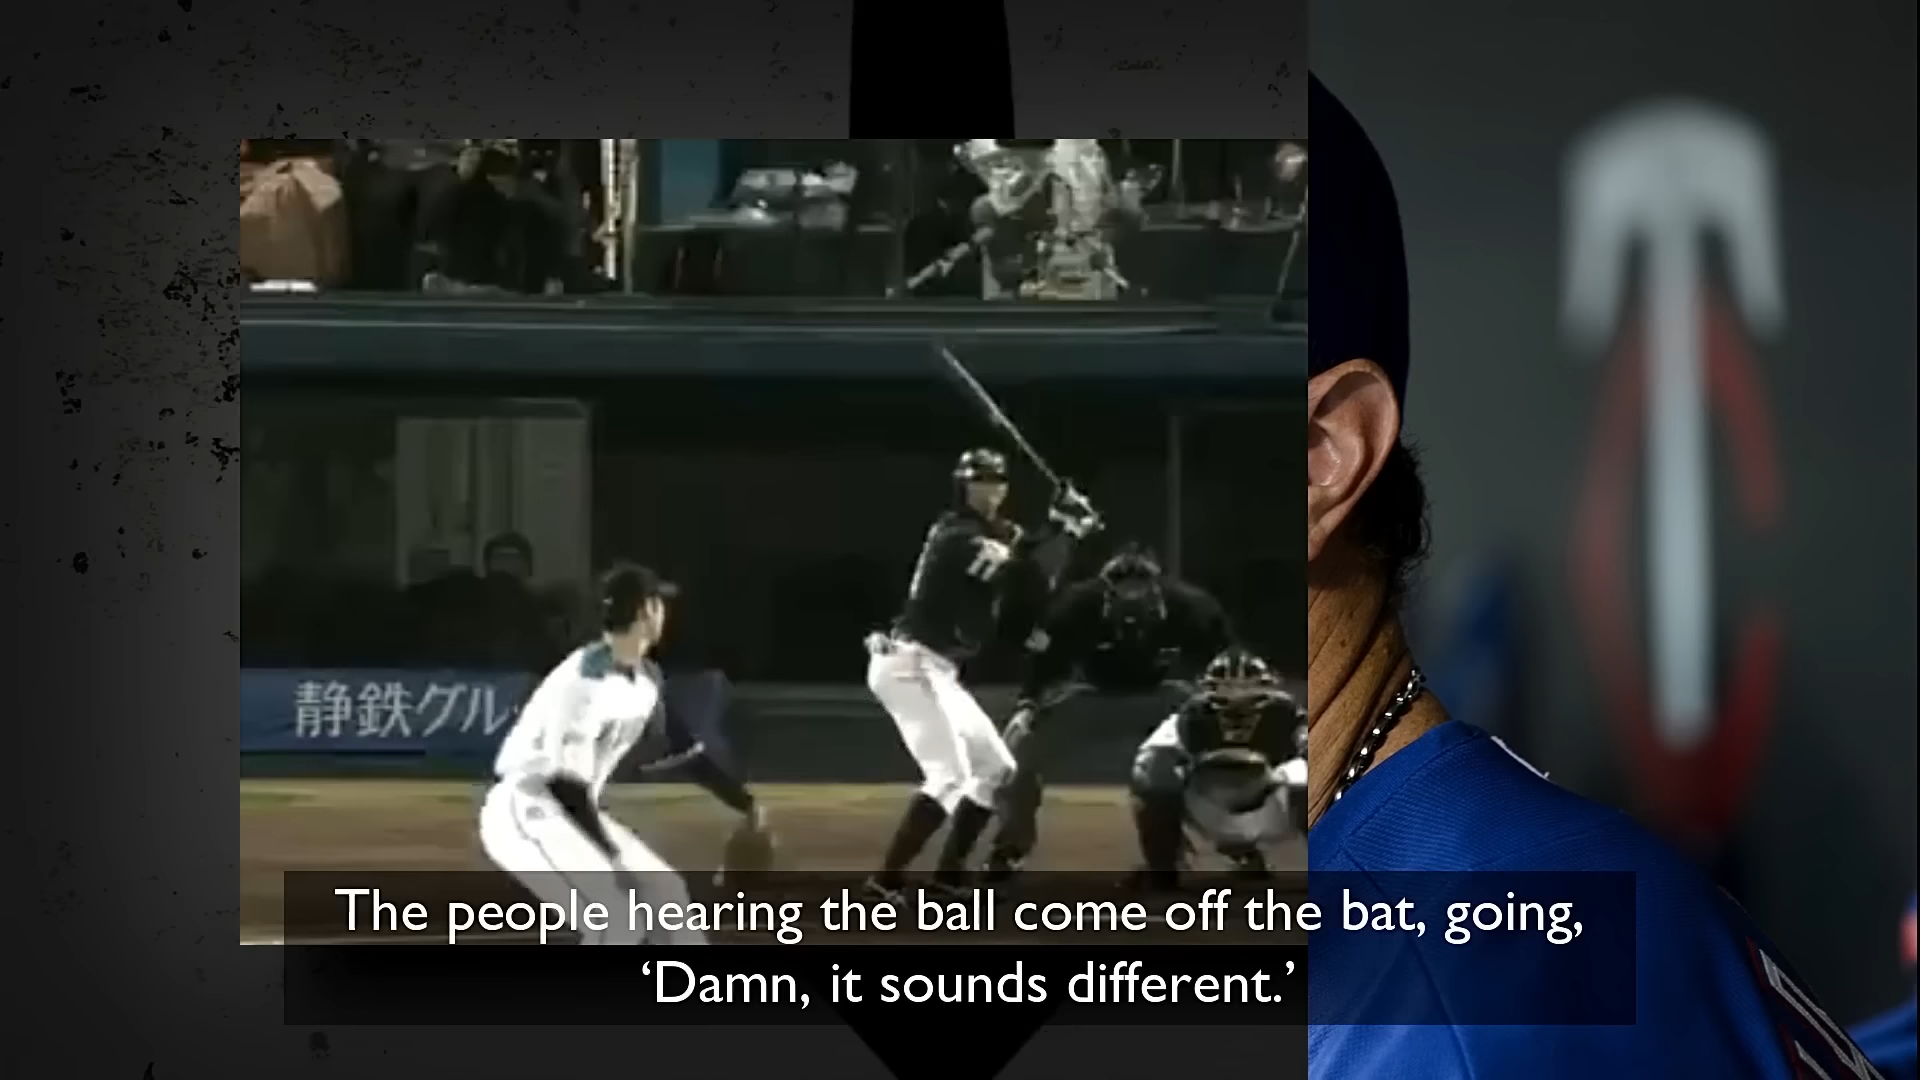 静鉄グル
The people hearing the ball come off the bat, going,
‘Damn, it sounds different.’